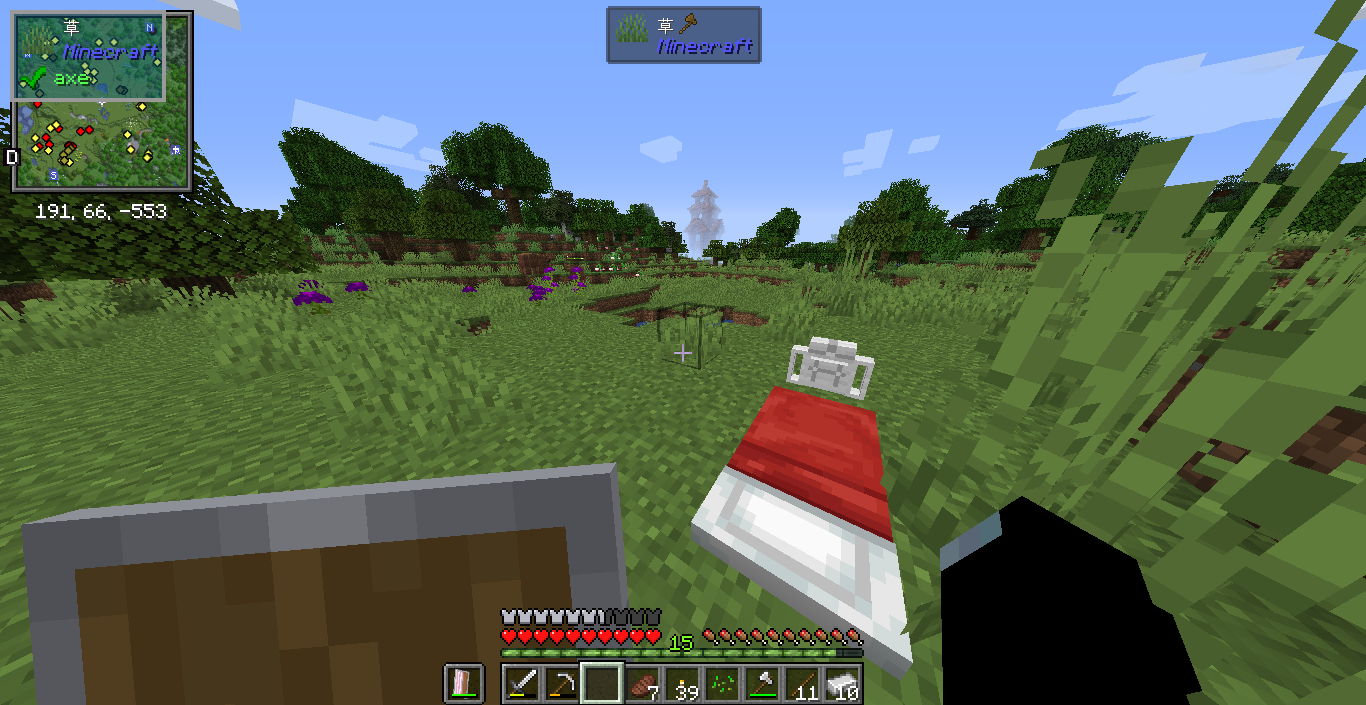 草
N
Minecraft
axe
S
191, 66, -553
草
Minecraft
15
7
39
11
10